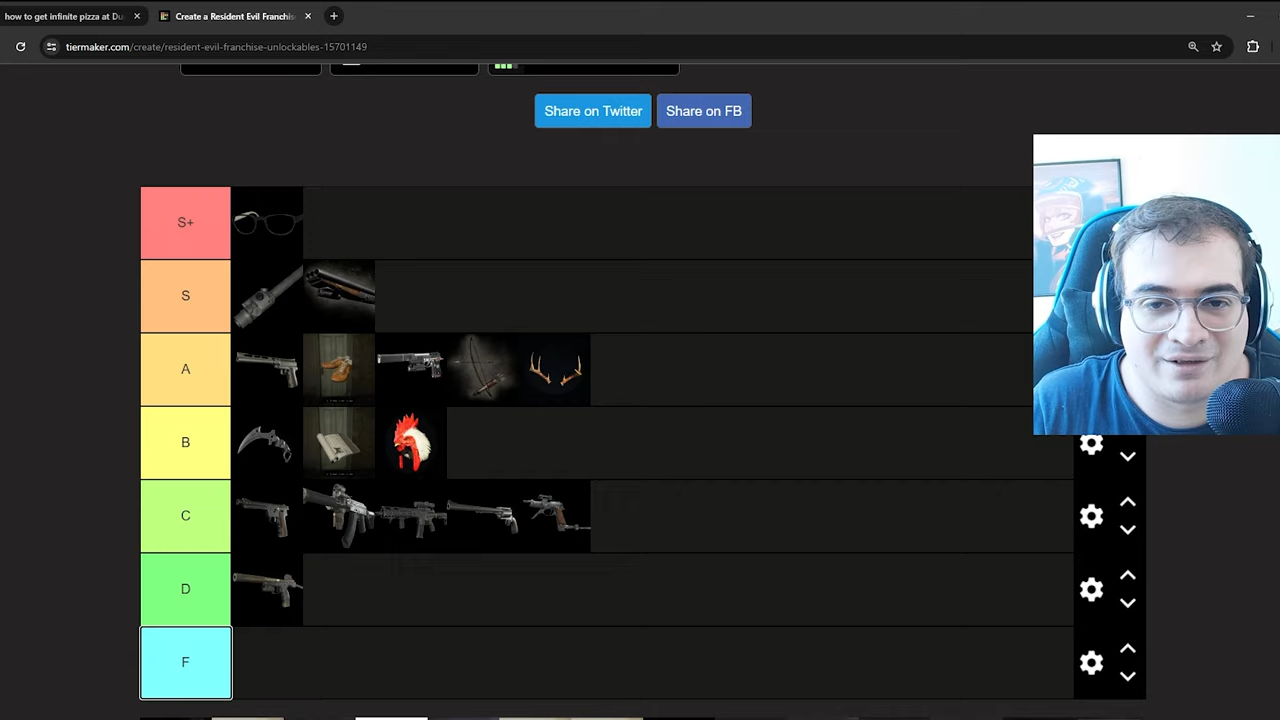 how to get infinite pizza at Du
Create a Resident Evil Franchis
tiermaker.com/create/resident-evil-franchise-unlockables-15701149
Share on Twitter
Share on FB
S+
S
A
B
C
D
F